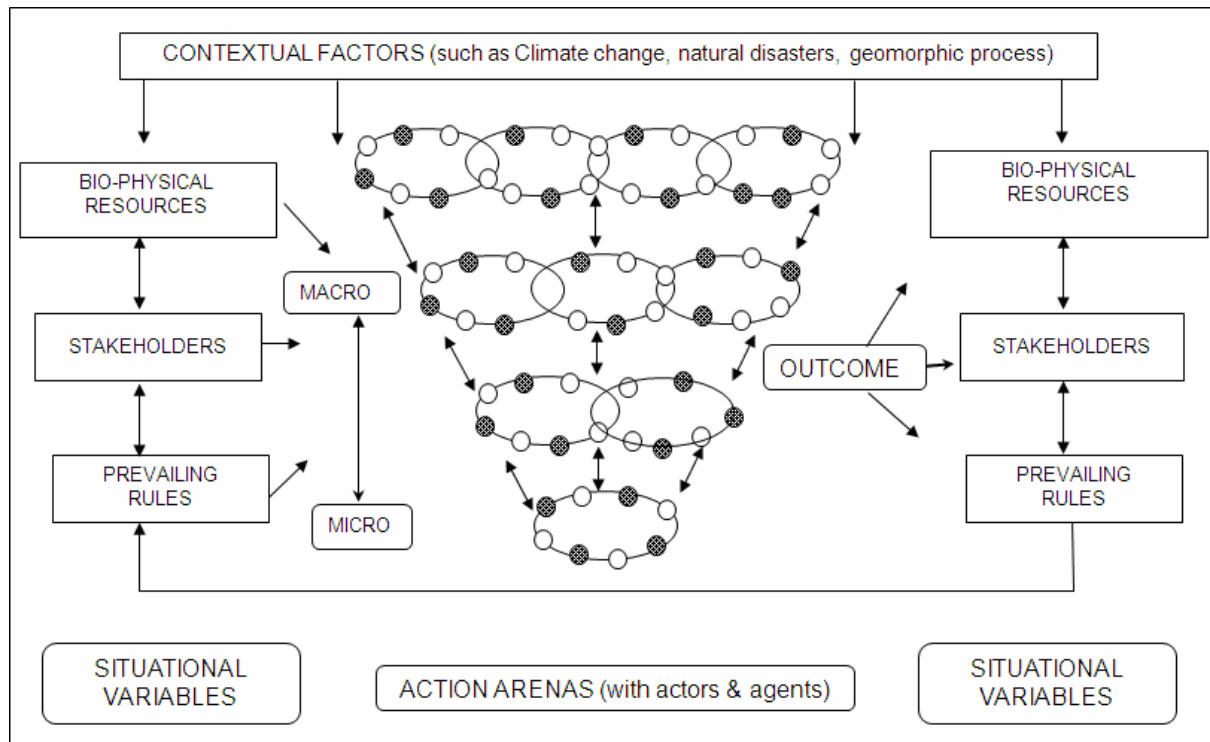 CONTEXTUAL FACTORS (such as Climate change, natural disasters, geomorphic process)
BIO-PHYSICAL
RESOURCES
MACRO
STAKEHOLDERS
PREVAILING
RULES
MICRO
OUTCOME
BIO-PHYSICAL
RESOURCES
STAKEHOLDERS
PREVAILING
RULES
SITUATIONAL
VARIABLES
ACTION ARENAS (with actors & agents)
SITUATIONAL
VARIABLES